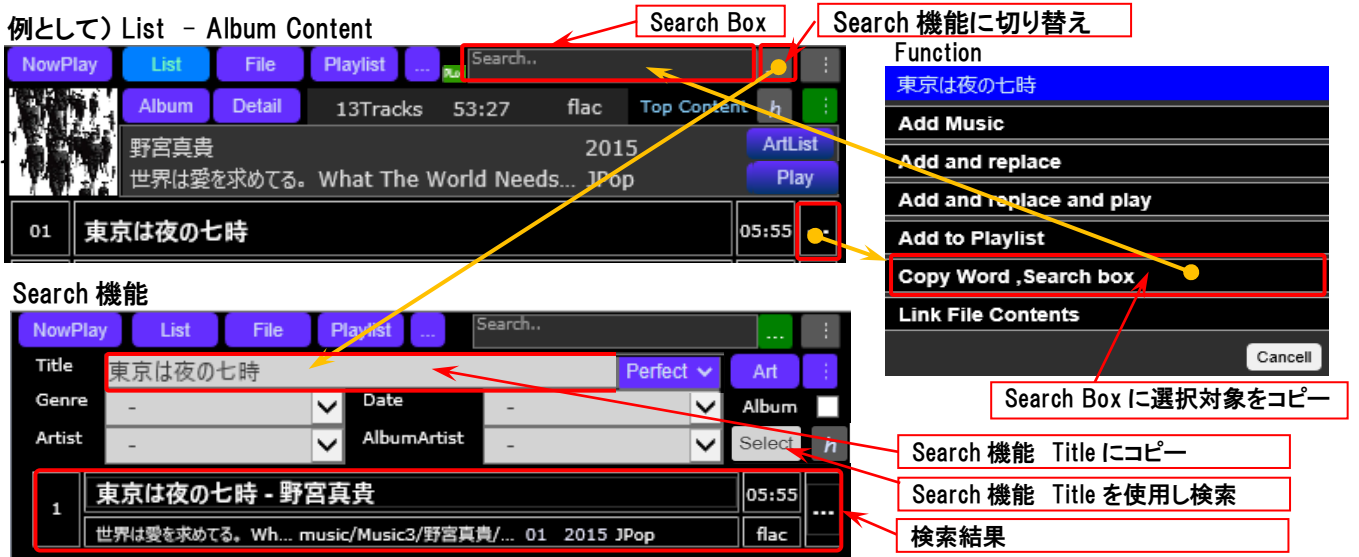 例として） List － Album Content
Search Box
Search 機能に切り替え
NowPlay List File Playlist ... Search..
Album Detail 13Tracks 53:27 flac Top Content h
野宮真貴 2015 ArtList
世界は愛を求めてる。What The World Needs... JPop Play
01 東京は夜の七時 05:55
Function
東京は夜の七時
Add Music
Add and replace
Add and replace and play
Add to Playlist
Copy Word ,Search box
Link File Contents
Cancell
Search Box に選択対象をコピー
Search 機能
NowPlay List File Playlist ... Search.. ...
Title 東京は夜の七時 Perfect Art
Genre - Date - Album
Artist - AlbumArtist - Select h
1 東京は夜の七時 - 野宮真貴 05:55 ...
世界は愛を求めてる。Wh... music/Music3/野宮真貴/... 01 2015 JPop flac
Search 機能 Title にコピー
Search 機能 Title を使用し検索
検索結果